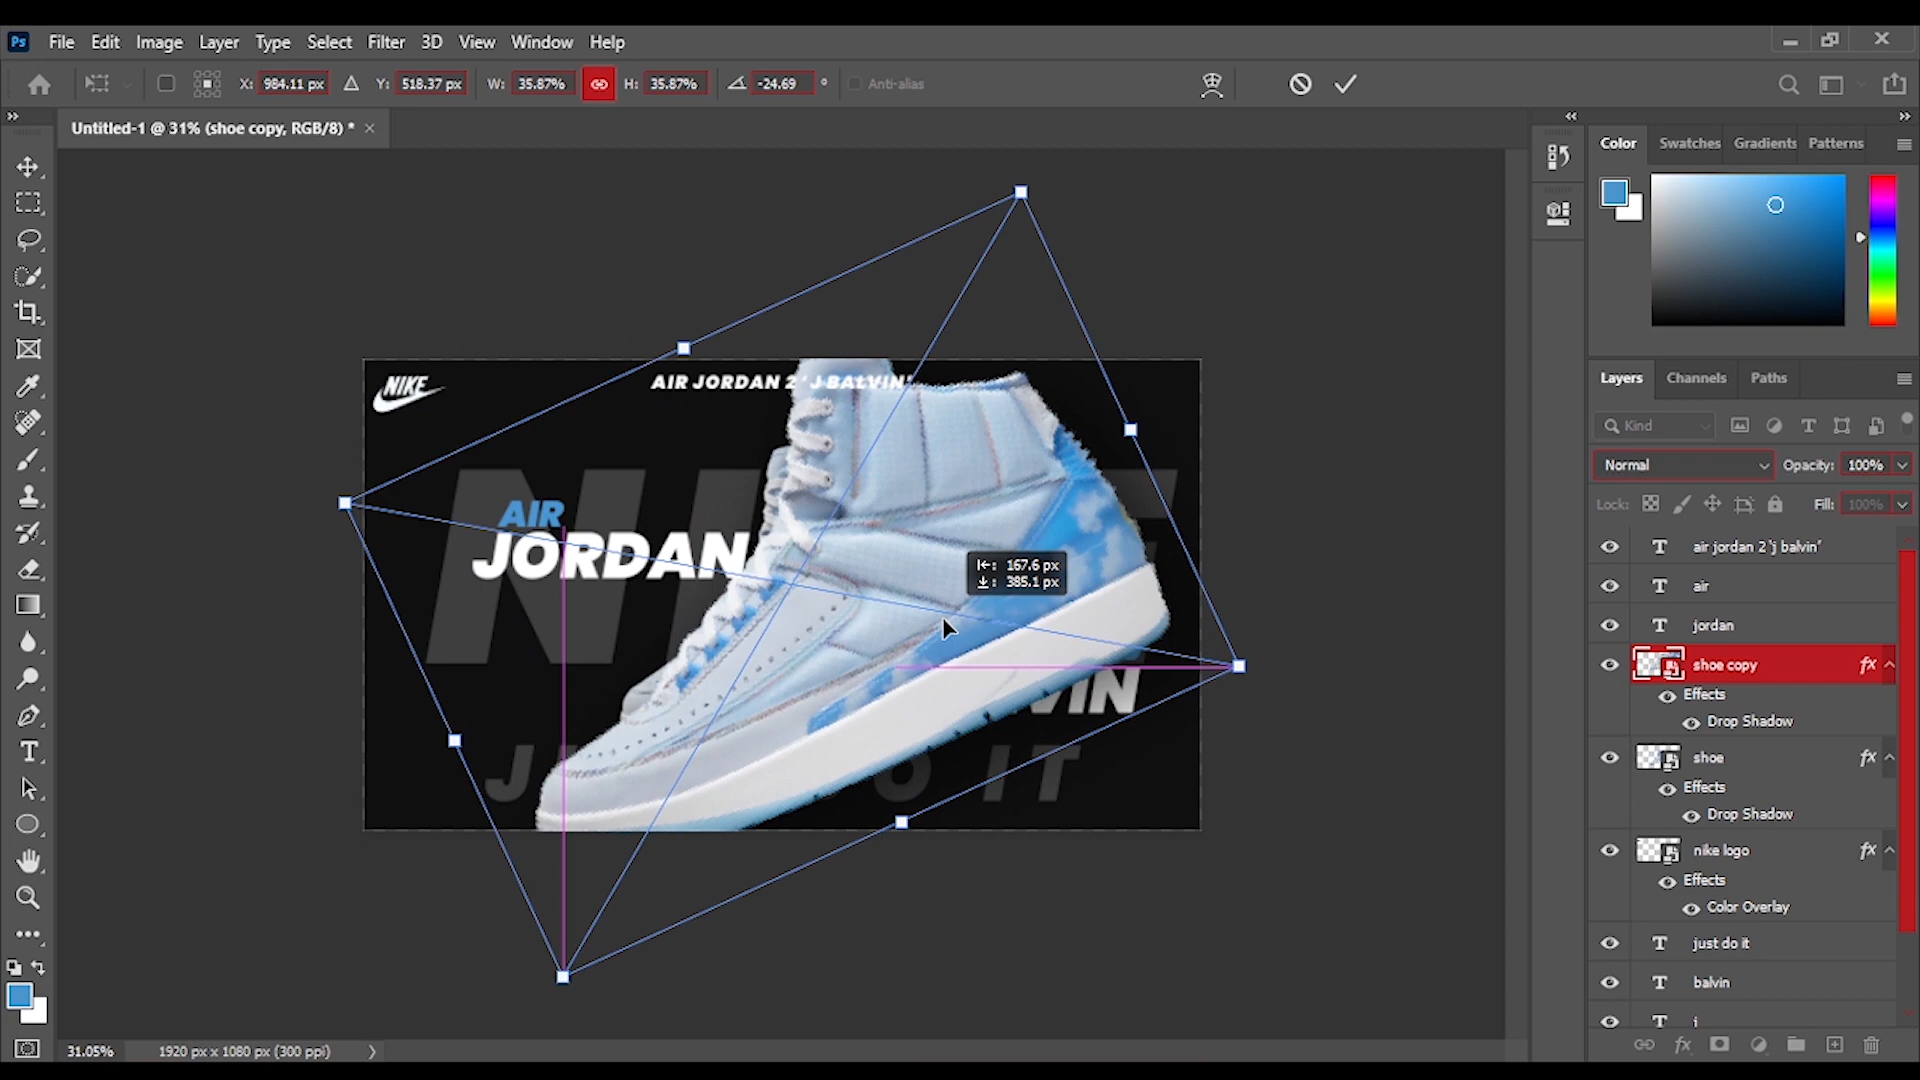 Ps File Edit Image Layer Type Select Filter 3D View Window Help
X: 984.11 px Y: 518.37 px W: 35.87% H: 35.87% -24.69 ° Anti-alias
Untitled-1 @ 31% (shoe copy, RGB/8) * ×
NIKE
AIR JORDAN 2 'J BALVIN'
AIR
JORDAN
167.6 px
385.1 px
VIN
J O I T
31.05% 1920 px x 1080 px (300 ppi)
Color Swatches Gradients Patterns
Layers Channels Paths
Kind
Normal Opacity: 100%
Lock: Fill: 100%
T air jordan 2 'j balvin'
T air
T jordan
shoe copy fx
Effects
Drop Shadow
shoe fx
Effects
Drop Shadow
nike logo fx
Effects
Color Overlay
T just do it
T balvin
T j